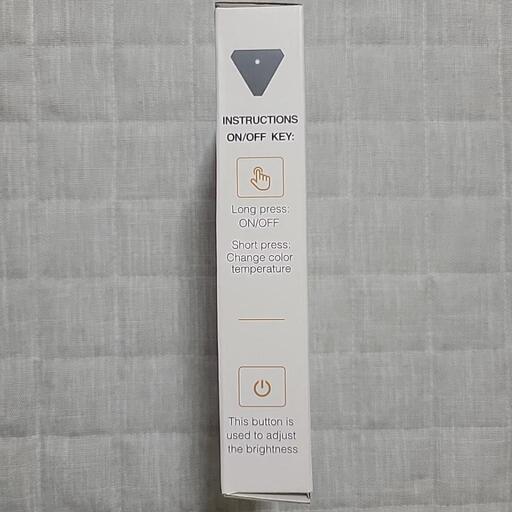 INSTRUCTIONS
ON/OFF KEY:
Long press:
ON/OFF
Short press:
Change color
temperature
This button is
used to adjust
the brightness